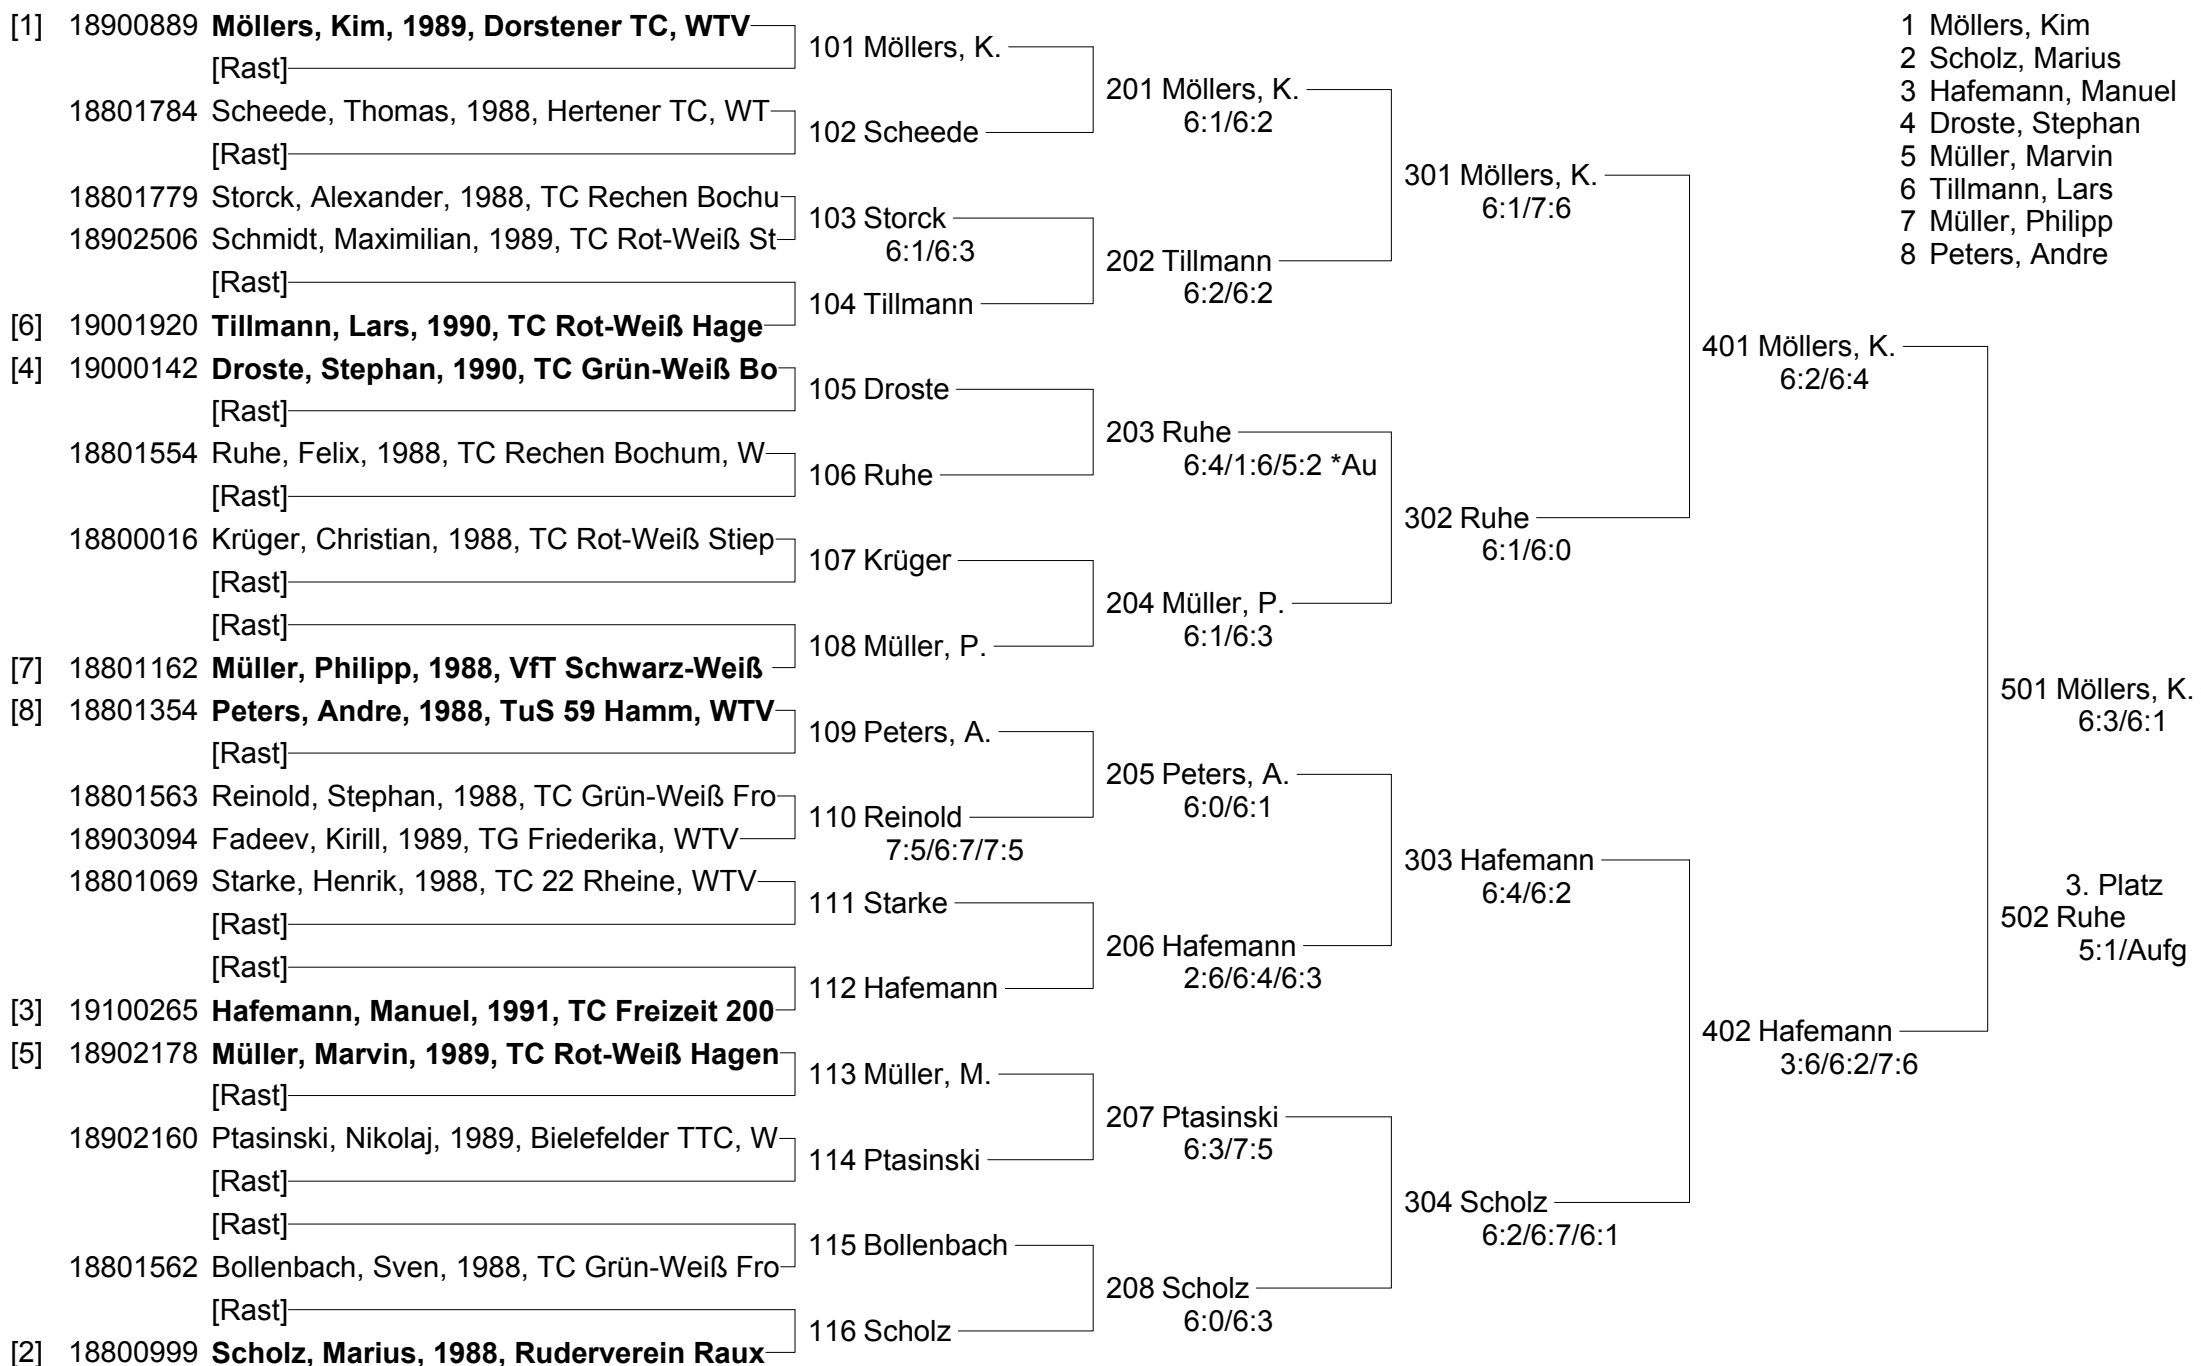 [1] 18900889 Möllers, Kim, 1989, Dorstener TC, WTV
[Rast]
18801784 Scheede, Thomas, 1988, Hertener TC, WT
[Rast]
18801779 Storck, Alexander, 1988, TC Rechen Bochu
18902506 Schmidt, Maximilian, 1989, TC Rot-Weiß St
[Rast]
[6] 19001920 Tillmann, Lars, 1990, TC Rot-Weiß Hage
[4] 19000142 Droste, Stephan, 1990, TC Grün-Weiß Bo
[Rast]
18801554 Ruhe, Felix, 1988, TC Rechen Bochum, W
[Rast]
18800016 Krüger, Christian, 1988, TC Rot-Weiß Stiep
[Rast]
[Rast]
[7] 18801162 Müller, Philipp, 1988, VfT Schwarz-Weiß
[8] 18801354 Peters, Andre, 1988, TuS 59 Hamm, WTV
[Rast]
18801563 Reinold, Stephan, 1988, TC Grün-Weiß Fro
18903094 Fadeev, Kirill, 1989, TG Friederika, WTV
18801069 Starke, Henrik, 1988, TC 22 Rheine, WTV
[Rast]
[Rast]
[3] 19100265 Hafemann, Manuel, 1991, TC Freizeit 200
[5] 18902178 Müller, Marvin, 1989, TC Rot-Weiß Hagen
[Rast]
18902160 Ptasinski, Nikolaj, 1989, Bielefelder TTC, W
[Rast]
[Rast]
18801562 Bollenbach, Sven, 1988, TC Grün-Weiß Fro
[Rast]
[2] 18800999 Scholz, Marius, 1988, Ruderverein Raux
101 Möllers, K.
102 Scheede
103 Storck
6:1/6:3
104 Tillmann
105 Droste
106 Ruhe
107 Krüger
108 Müller, P.
109 Peters, A.
110 Reinold
7:5/6:7/7:5
111 Starke
112 Hafemann
113 Müller, M.
114 Ptasinski
115 Bollenbach
116 Scholz
201 Möllers, K.
6:1/6:2
202 Tillmann
6:2/6:2
203 Ruhe
6:4/1:6/5:2 *Au
204 Müller, P.
6:1/6:3
205 Peters, A.
6:0/6:1
206 Hafemann
2:6/6:4/6:3
207 Ptasinski
6:3/7:5
208 Scholz
6:0/6:3
301 Möllers, K.
6:1/7:6
302 Ruhe
6:1/6:0
303 Hafemann
6:4/6:2
304 Scholz
6:2/6:7/6:1
401 Möllers, K.
6:2/6:4
402 Hafemann
3:6/6:2/7:6
501 Möllers, K.
6:3/6:1
3. Platz
502 Ruhe
5:1/Aufg
1 Möllers, Kim
2 Scholz, Marius
3 Hafemann, Manuel
4 Droste, Stephan
5 Müller, Marvin
6 Tillmann, Lars
7 Müller, Philipp
8 Peters, Andre